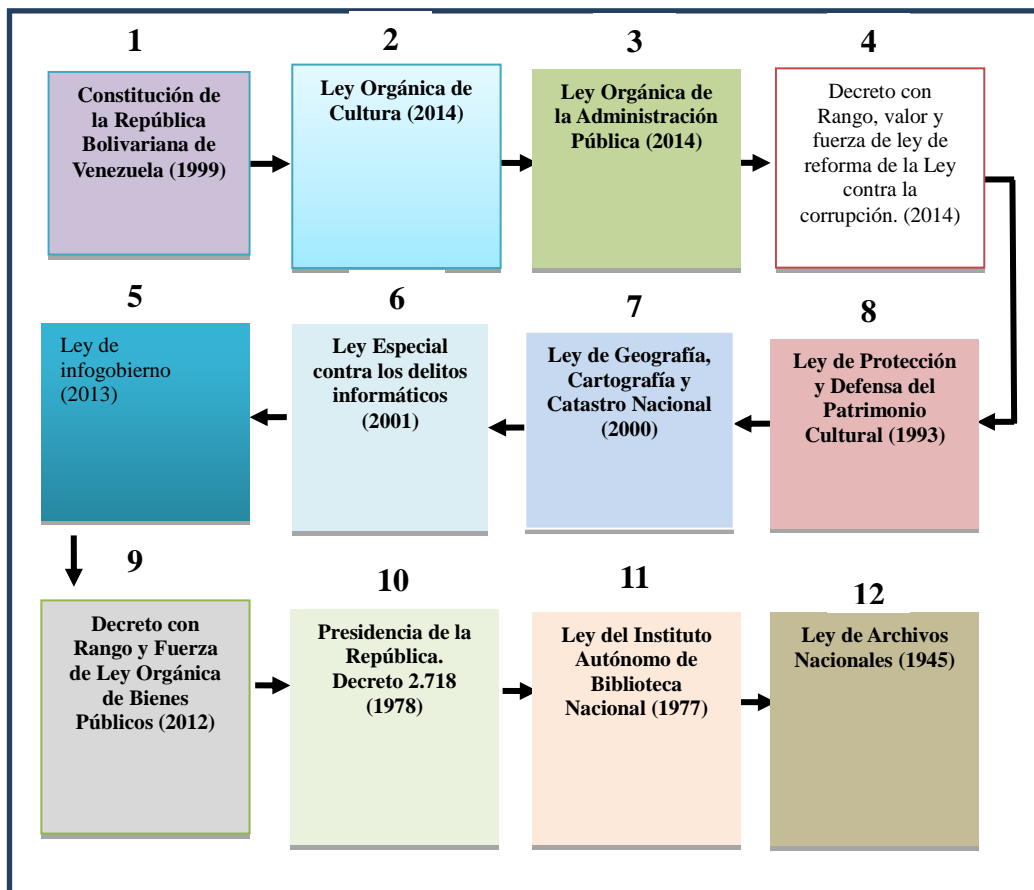 1
Constitución de
la República
Bolivariana de
Venezuela (1999)
2
Ley Orgánica de
Cultura (2014)
3
Ley Orgánica de
la Administración
Pública (2014)
4
Decreto con
Rango, valor y
fuerza de ley de
reforma de la Ley
contra la
corrupción. (2014)
5
Ley de
infogobierno
(2013)
6
Ley Especial
contra los delitos
informáticos
(2001)
7
Ley de Geografía,
Cartografía y
Catastro Nacional
(2000)
8
Ley de Protección
y Defensa del
Patrimonio
Cultural (1993)
9
Decreto con
Rango y Fuerza
de Ley Orgánica
de Bienes
Públicos (2012)
10
Presidencia de la
República.
Decreto 2.718
(1978)
11
Ley del Instituto
Autónomo de
Biblioteca
Nacional (1977)
12
Ley de Archivos
Nacionales (1945)